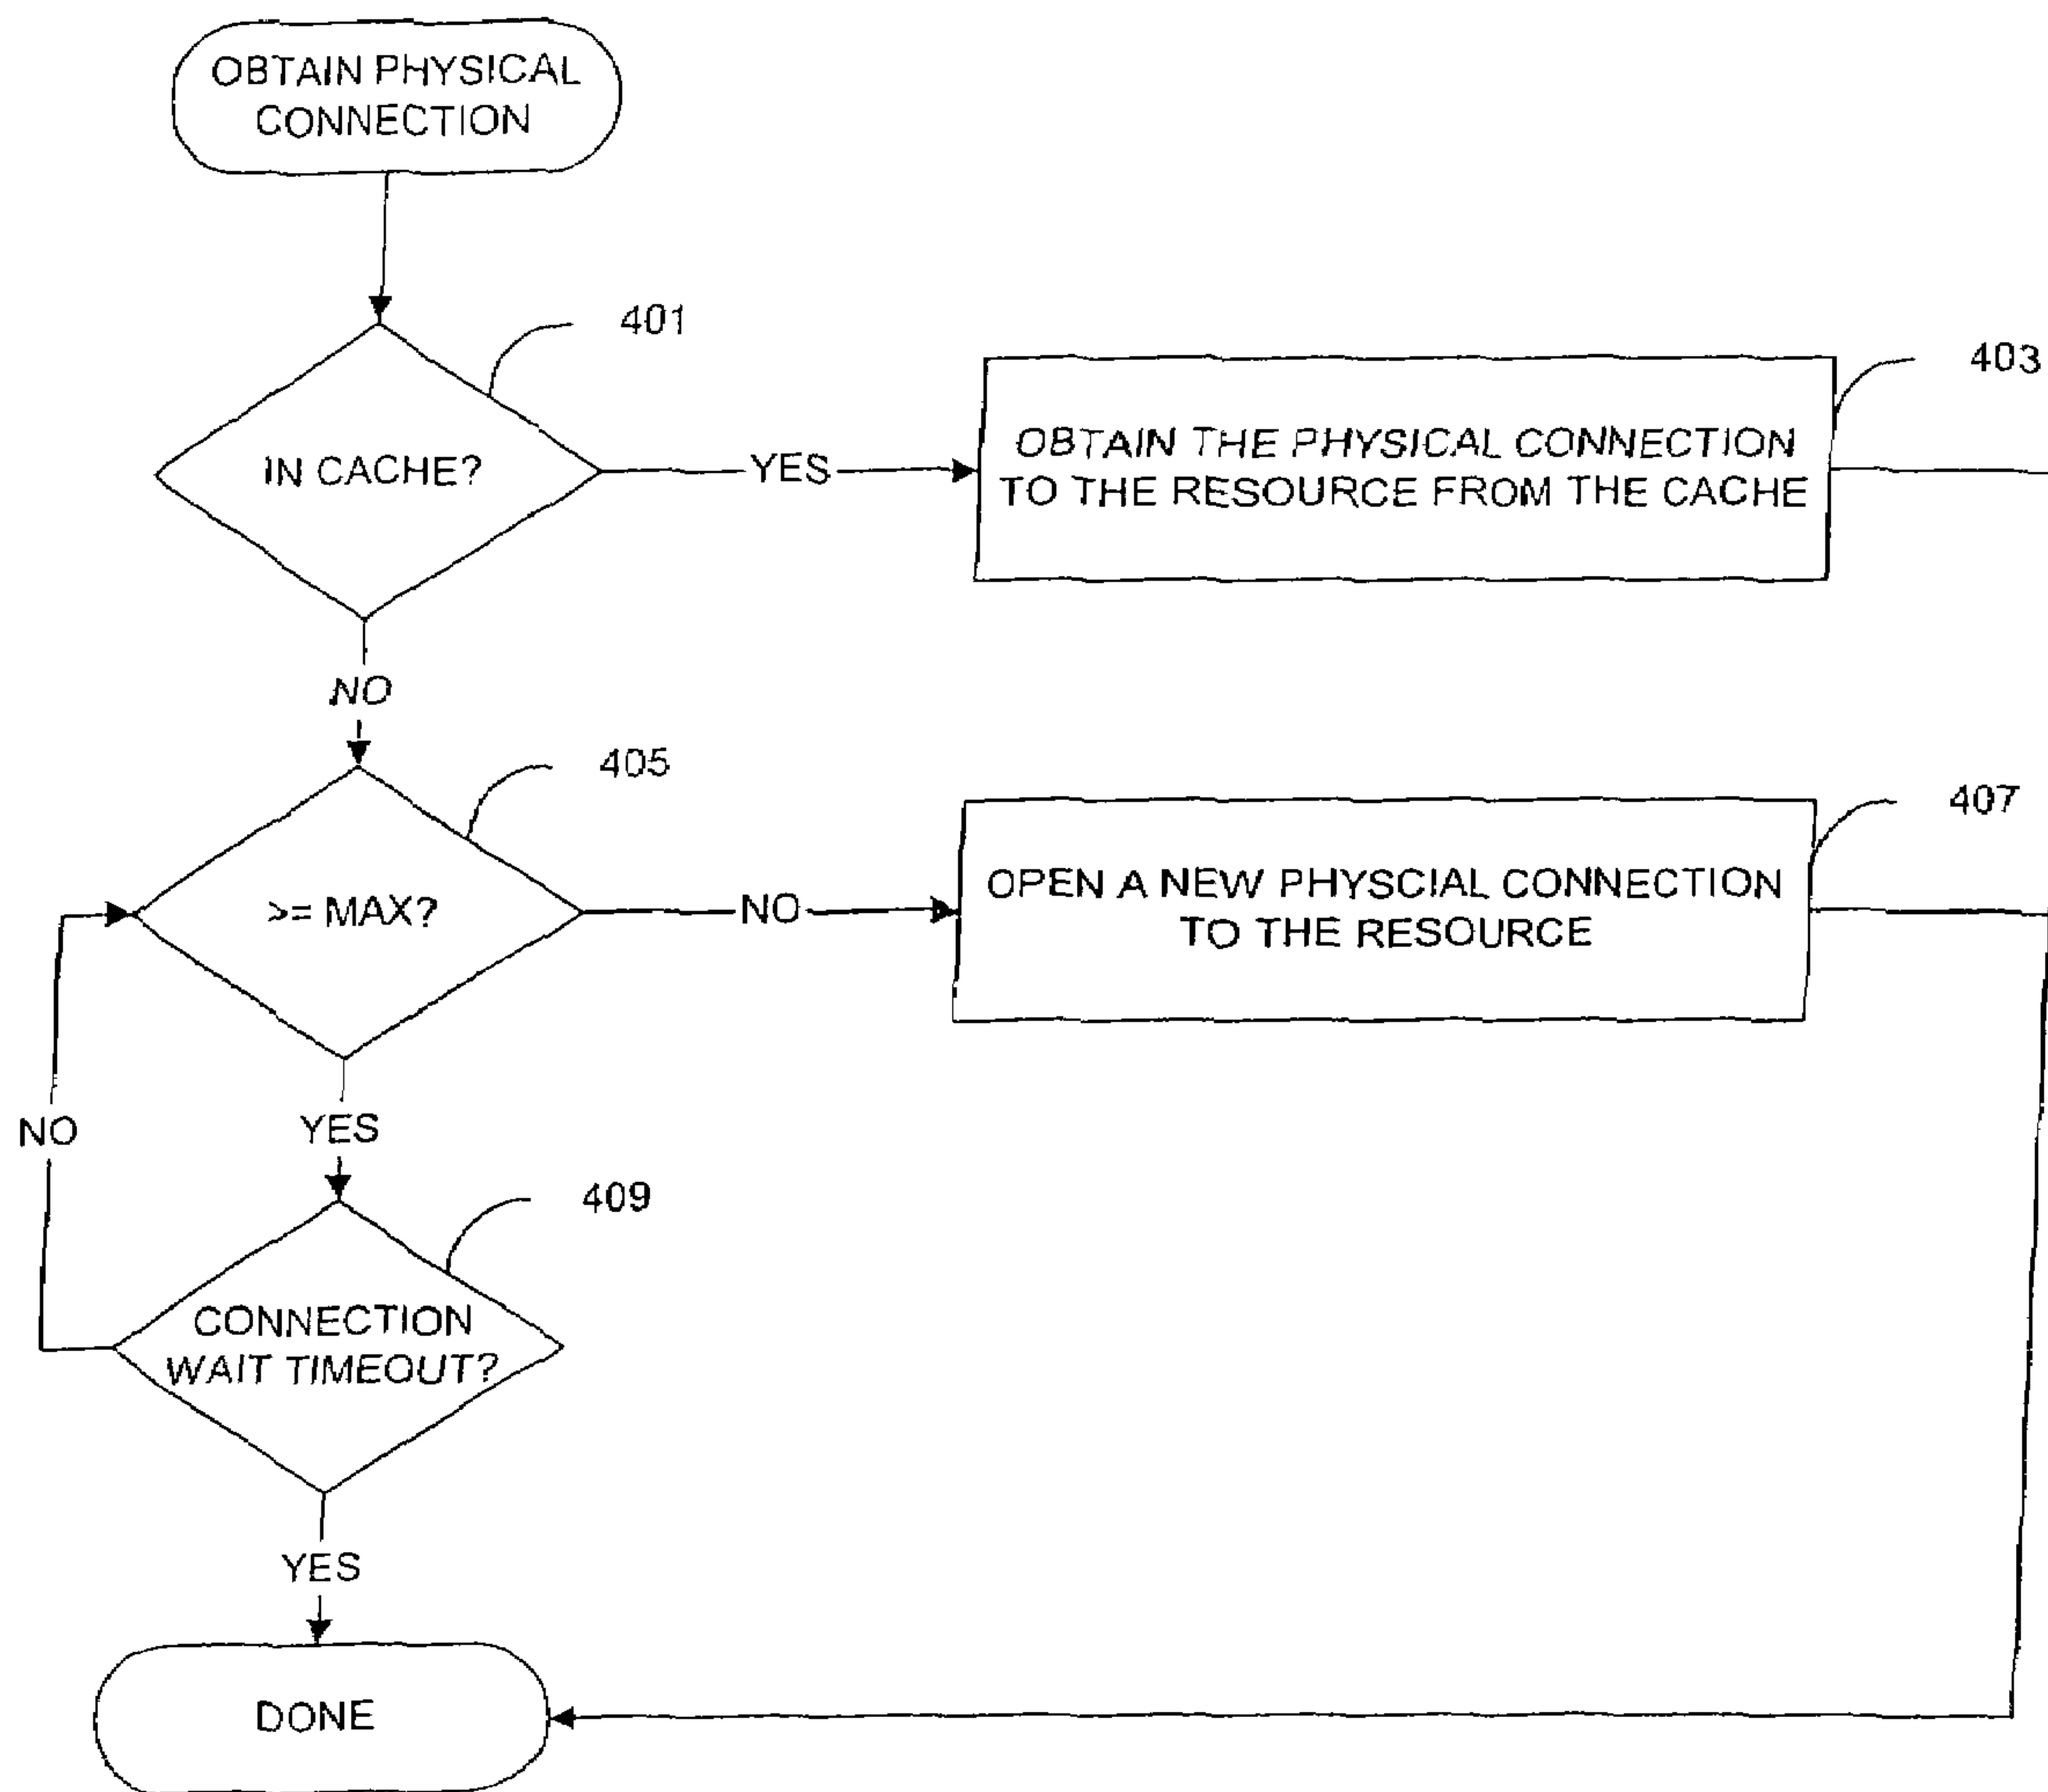 OBTAIN PHYSICAL
CONNECTION
401
403
IN CACHE?
YES
OBTAIN THE PHYSICAL CONNECTION
TO THE RESOURCE FROM THE CACHE
NO
405
407
>= MAX?
NO
OPEN A NEW PHYSCIAL CONNECTION
TO THE RESOURCE
NO
YES
409
CONNECTION
WAIT TIMEOUT?
YES
DONE